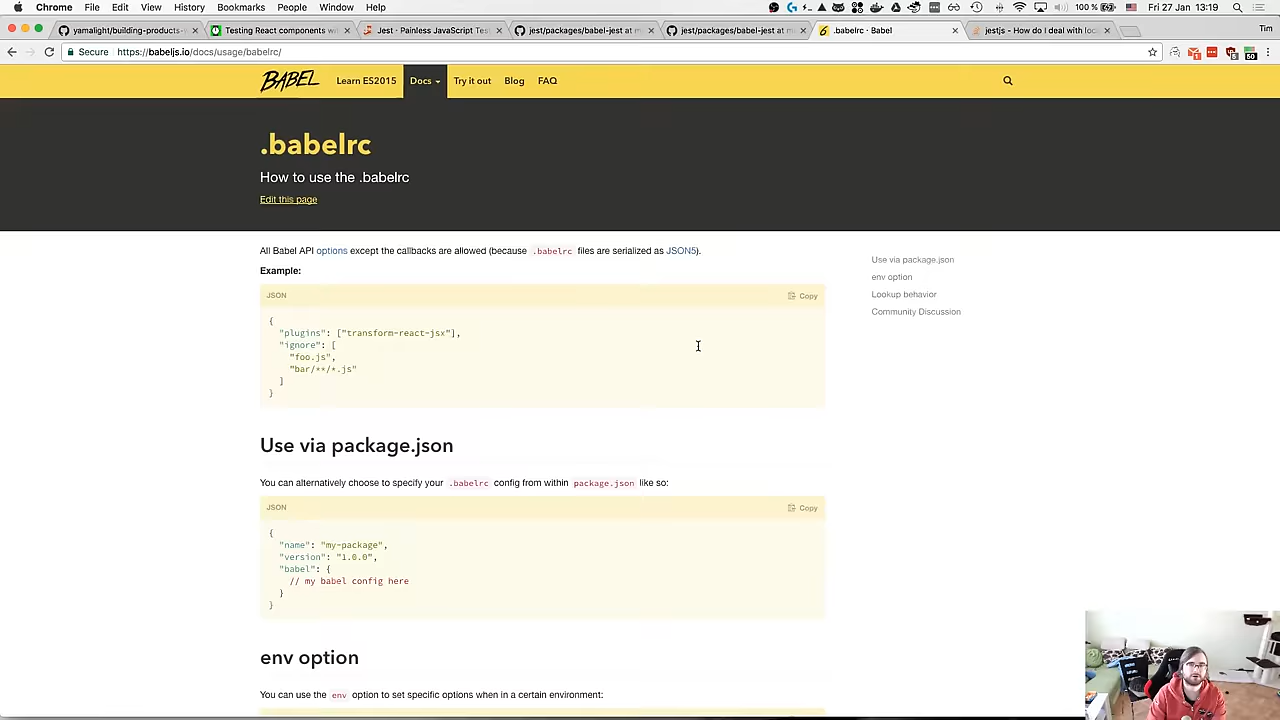 Chrome File Edit View History Bookmarks People Window Help 100 % Fri 27 Jan 13:19
yamalight/building-products- Testing React components wi Jest · Painless JavaScript Tes jest/packages/babel-jest at m jest/packages/babel-jest at m .babelrc · Babel jestjs - How do I deal with loc Tim
Secure https://babeljs.io/docs/usage/babelrc/
BABEL Learn ES2015 Docs Try it out Blog FAQ
.babelrc
How to use the .babelrc
Edit this page
All Babel API options except the callbacks are allowed (because .babelrc files are serialized as JSON5).
Use via package.json
env option
Lookup behavior
Community Discussion
Example:
JSON Copy
{
"plugins": ["transform-react-jsx"],
"ignore": [
"foo.js",
"bar/**/*.js"
]
}
Use via package.json
You can alternatively choose to specify your .babelrc config from within package.json like so:
JSON Copy
{
"name": "my-package",
"version": "1.0.0",
"babel": {
// my babel config here
}
}
env option
You can use the env option to set specific options when in a certain environment: